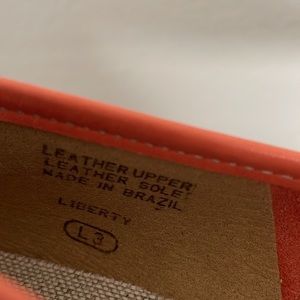 LEATHER UPPER
LEATHER SOLE
MADE IN BRAZIL
LIBERTY
L3